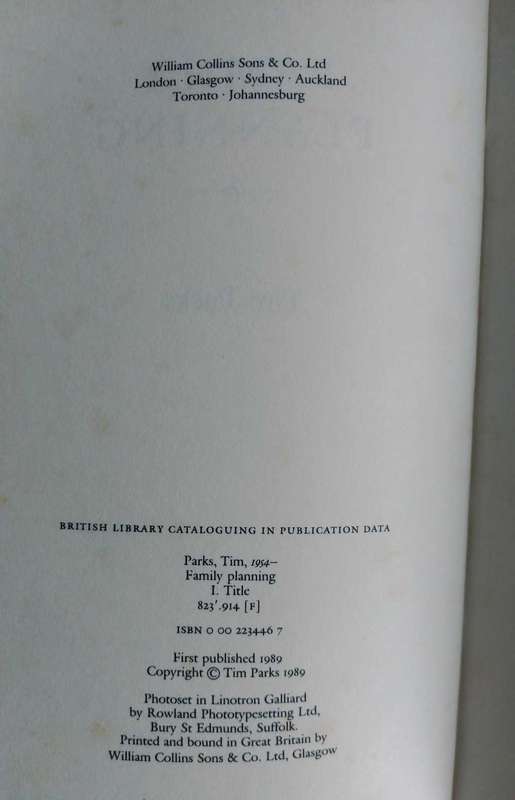 William Collins Sons & Co. Ltd
London · Glasgow · Sydney · Auckland
Toronto · Johannesburg
BRITISH LIBRARY CATALOGUING IN PUBLICATION DATA
Parks, Tim, 1954–
Family planning
I. Title
823'.914 [F]
ISBN 0 00 223446 7
First published 1989
Copyright © Tim Parks 1989
Photoset in Linotron Galliard
by Rowland Phototypesetting Ltd,
Bury St Edmunds, Suffolk.
Printed and bound in Great Britain by
William Collins Sons & Co. Ltd, Glasgow